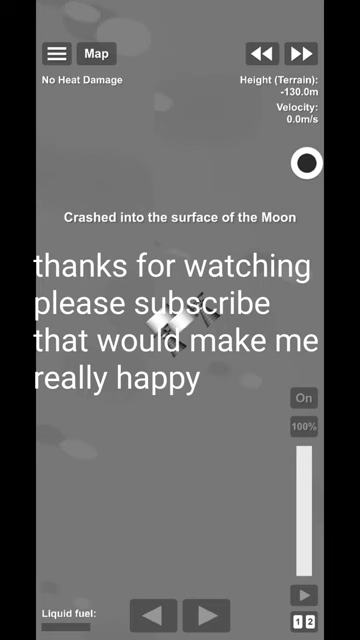 Map
No Heat Damage
Height (Terrain):
-130.0m
Velocity:
0.0m/s
Crashed into the surface of the Moon
thanks for watching
please subscribe
that would make me
really happy
On
100%
Liquid fuel:
1 2